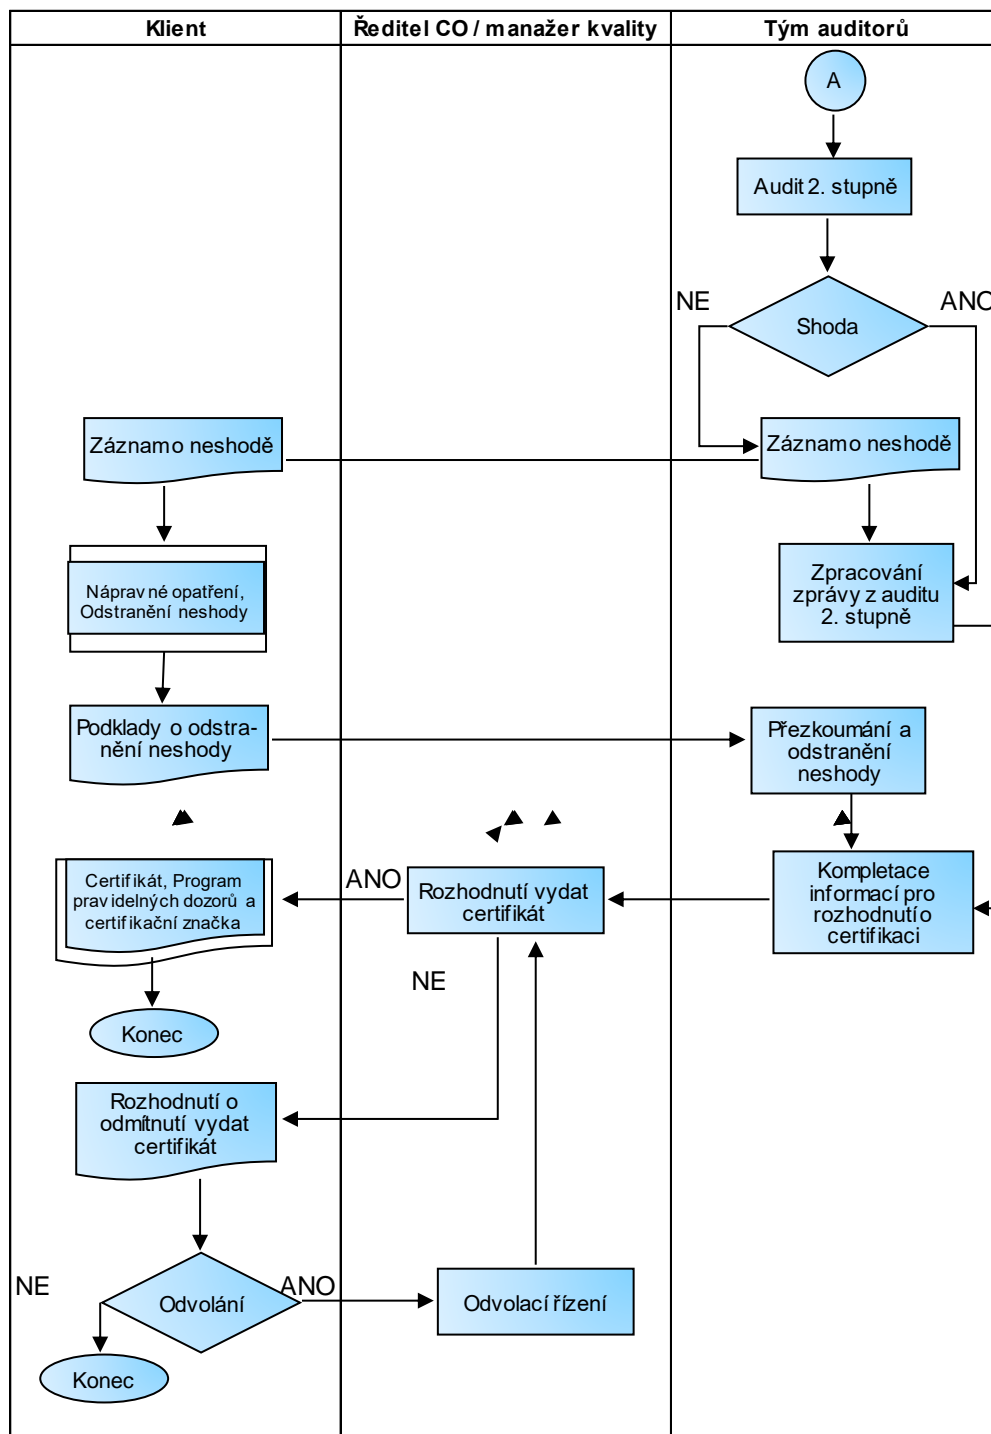 Klient
Ředitel CO / manažer kvality
Tým auditorů
A
Audit 2. stupně
NE
ANO
Shoda
Záznamo neshodě
Záznamo neshodě
Nápravné opatření,
Odstranění neshody
Zpracování
zprávy z auditu
2. stupně
Podklady o odstra-
nění neshody
Přezkoumání a
odstranění
neshody
Certifikát, Program
pravidelných dozorů a
certifikační značka
ANO
Rozhodnutí vydat
certifikát
Kompletace
informací pro
rozhodnutí o
certifikaci
NE
Konec
Rozhodnutí o
odmítnutí vydat
certifikát
NE
ANO
Odvolání
Odvolací řízení
Konec